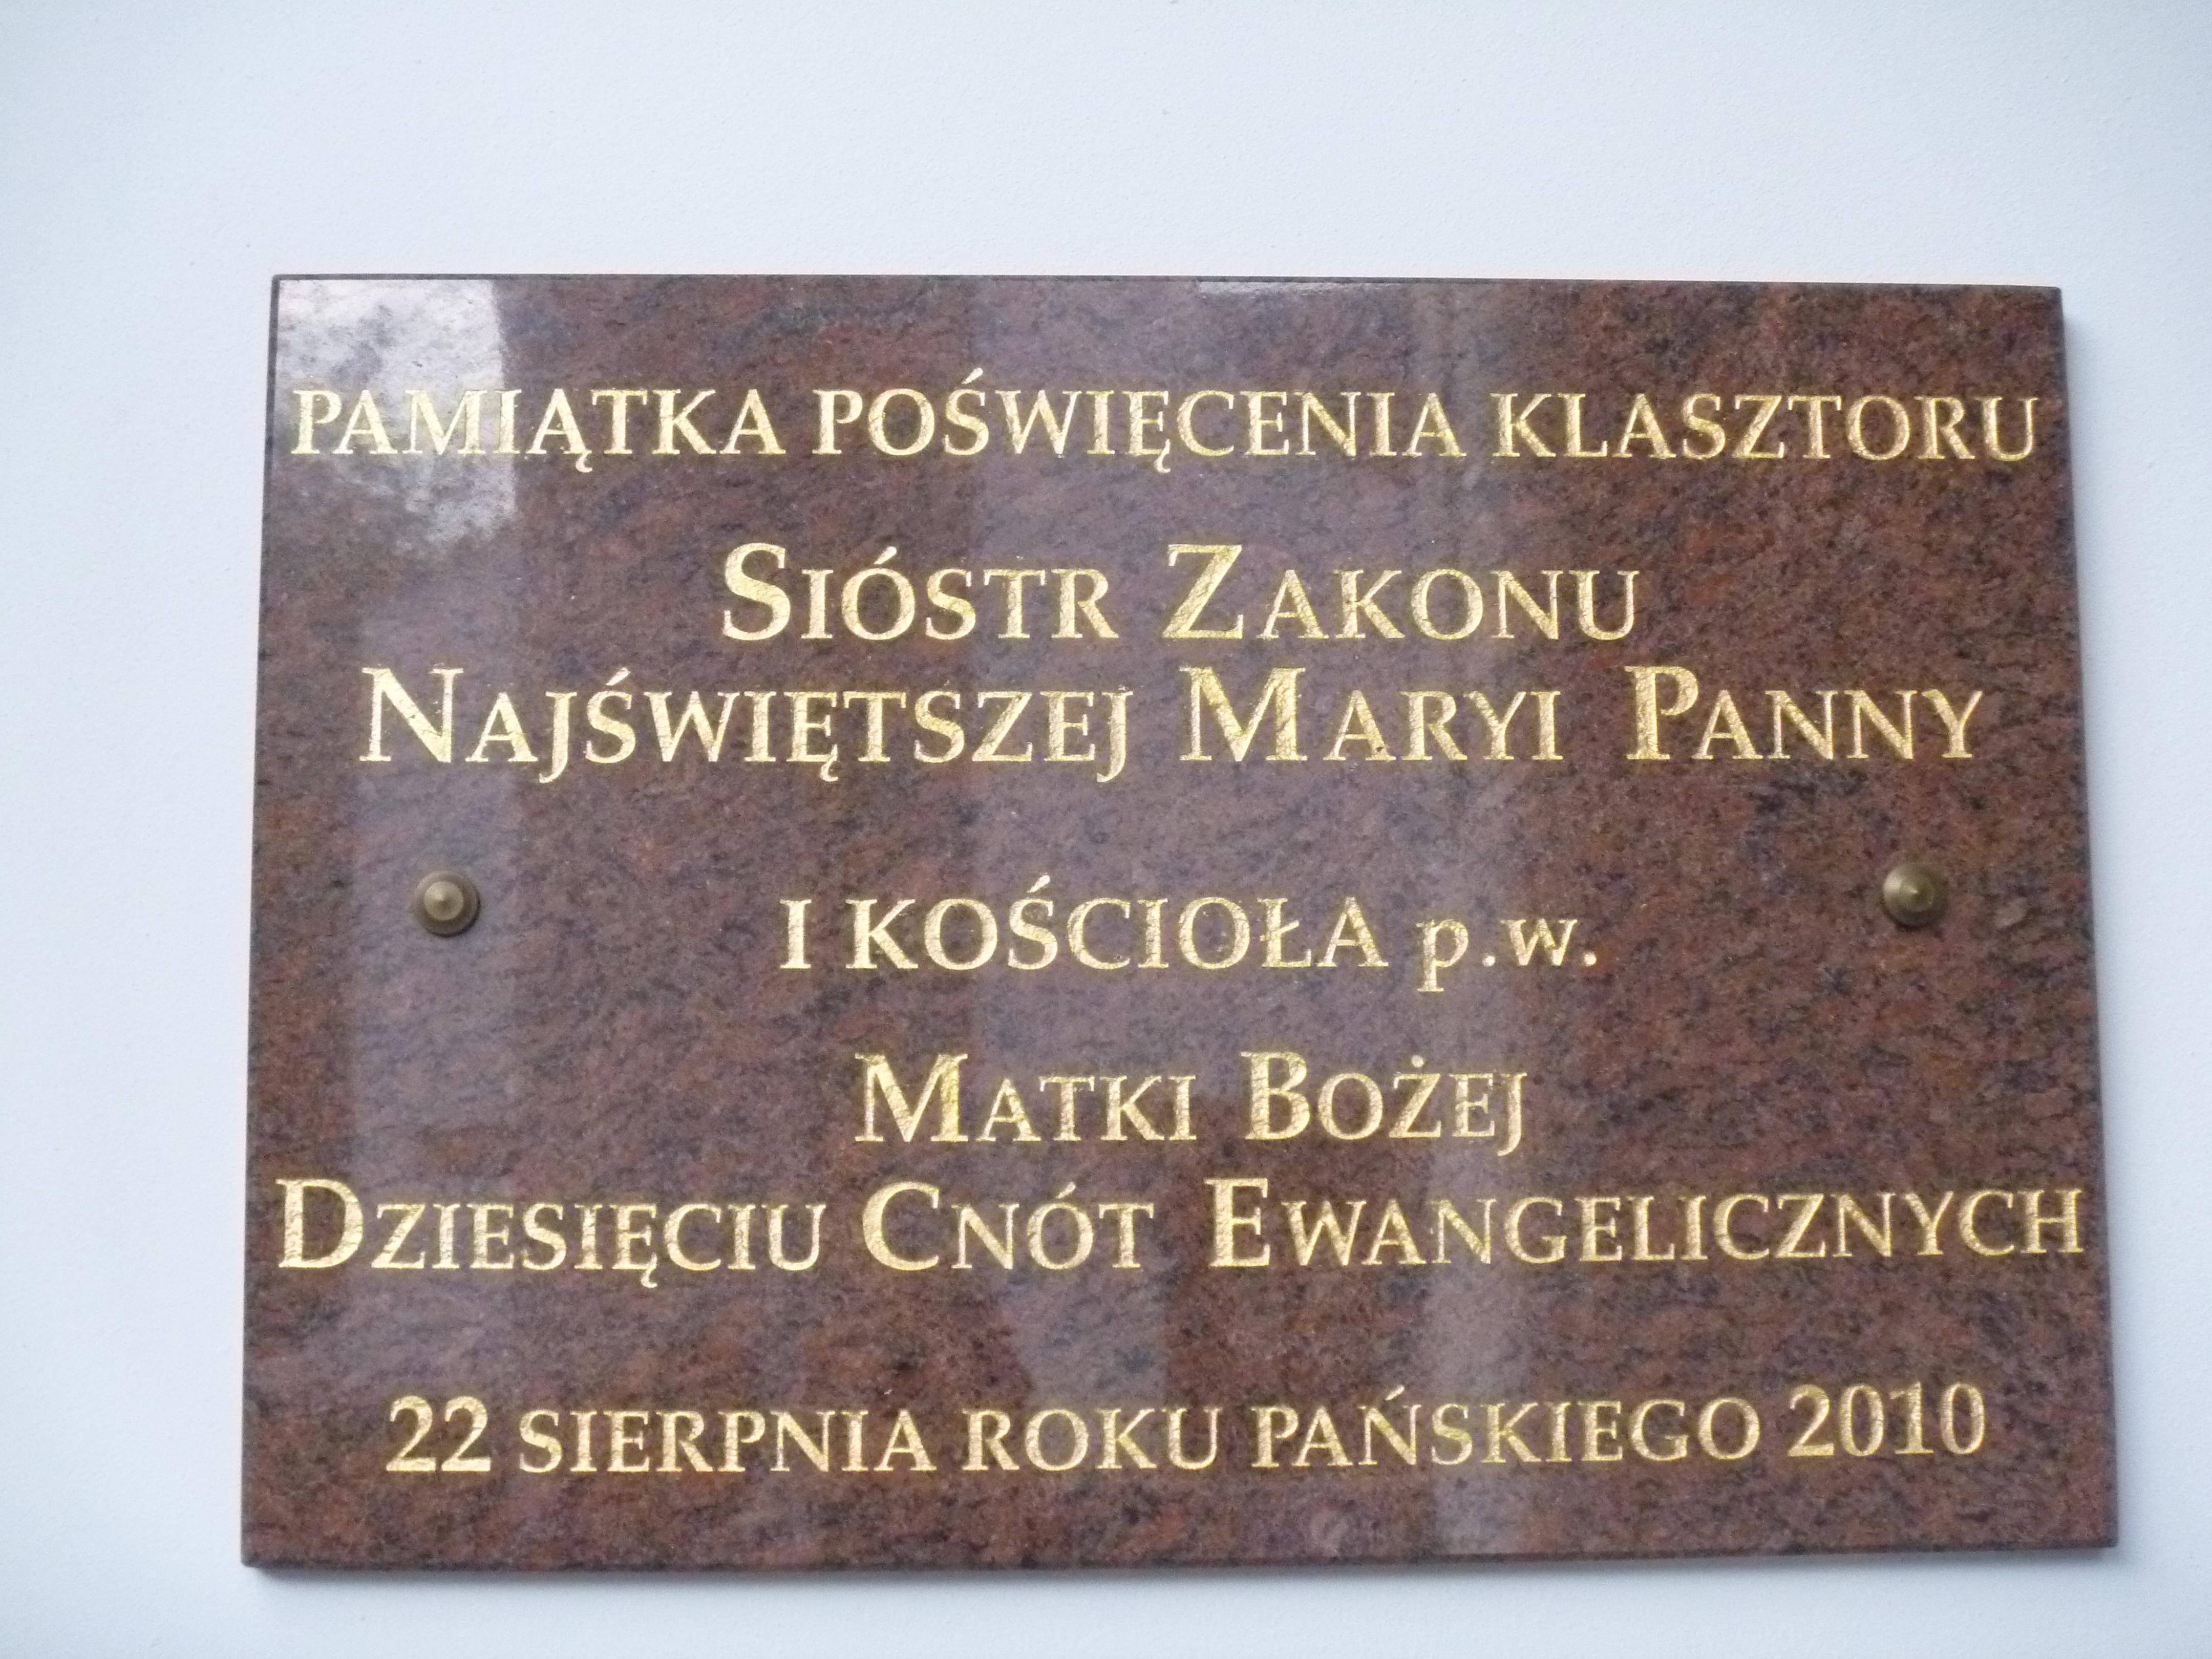 PAMIĄTKA POŚWIĘCENIA KLASZTORU
SIÓSTR ZAKONU
NAJŚWIĘTSZEJ MARYI PANNY
I KOŚCIOŁA p.w.
MATKI BOŻEJ
DZIESIĘCIU CNÓT EWANGELICZNYCH
22 SIERPNIA ROKU PAŃSKIEGO 2010